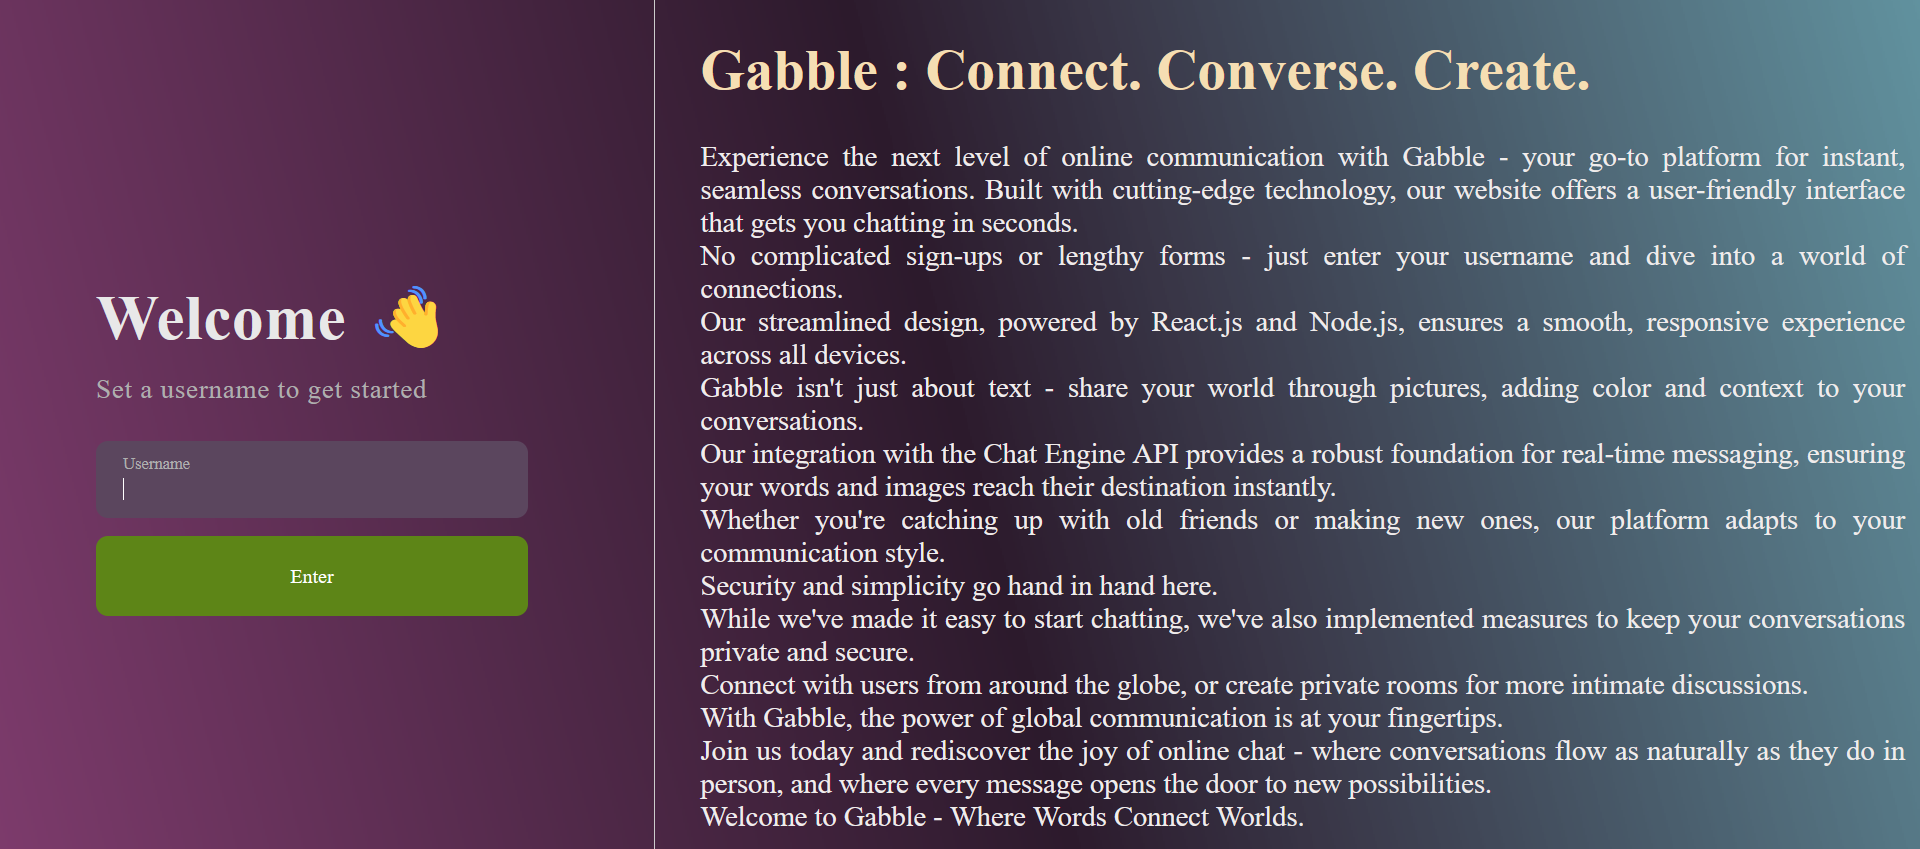 Welcome
Set a username to get started
Username
Enter
Gabble : Connect. Converse. Create.
Experience the next level of online communication with Gabble - your go-to platform for instant,
seamless conversations. Built with cutting-edge technology, our website offers a user-friendly interface
that gets you chatting in seconds.
No complicated sign-ups or lengthy forms - just enter your username and dive into a world of
connections.
Our streamlined design, powered by React.js and Node.js, ensures a smooth, responsive experience
across all devices.
Gabble isn't just about text - share your world through pictures, adding color and context to your
conversations.
Our integration with the Chat Engine API provides a robust foundation for real-time messaging, ensuring
your words and images reach their destination instantly.
Whether you're catching up with old friends or making new ones, our platform adapts to your
communication style.
Security and simplicity go hand in hand here.
While we've made it easy to start chatting, we've also implemented measures to keep your conversations
private and secure.
Connect with users from around the globe, or create private rooms for more intimate discussions.
With Gabble, the power of global communication is at your fingertips.
Join us today and rediscover the joy of online chat - where conversations flow as naturally as they do in
person, and where every message opens the door to new possibilities.
Welcome to Gabble - Where Words Connect Worlds.